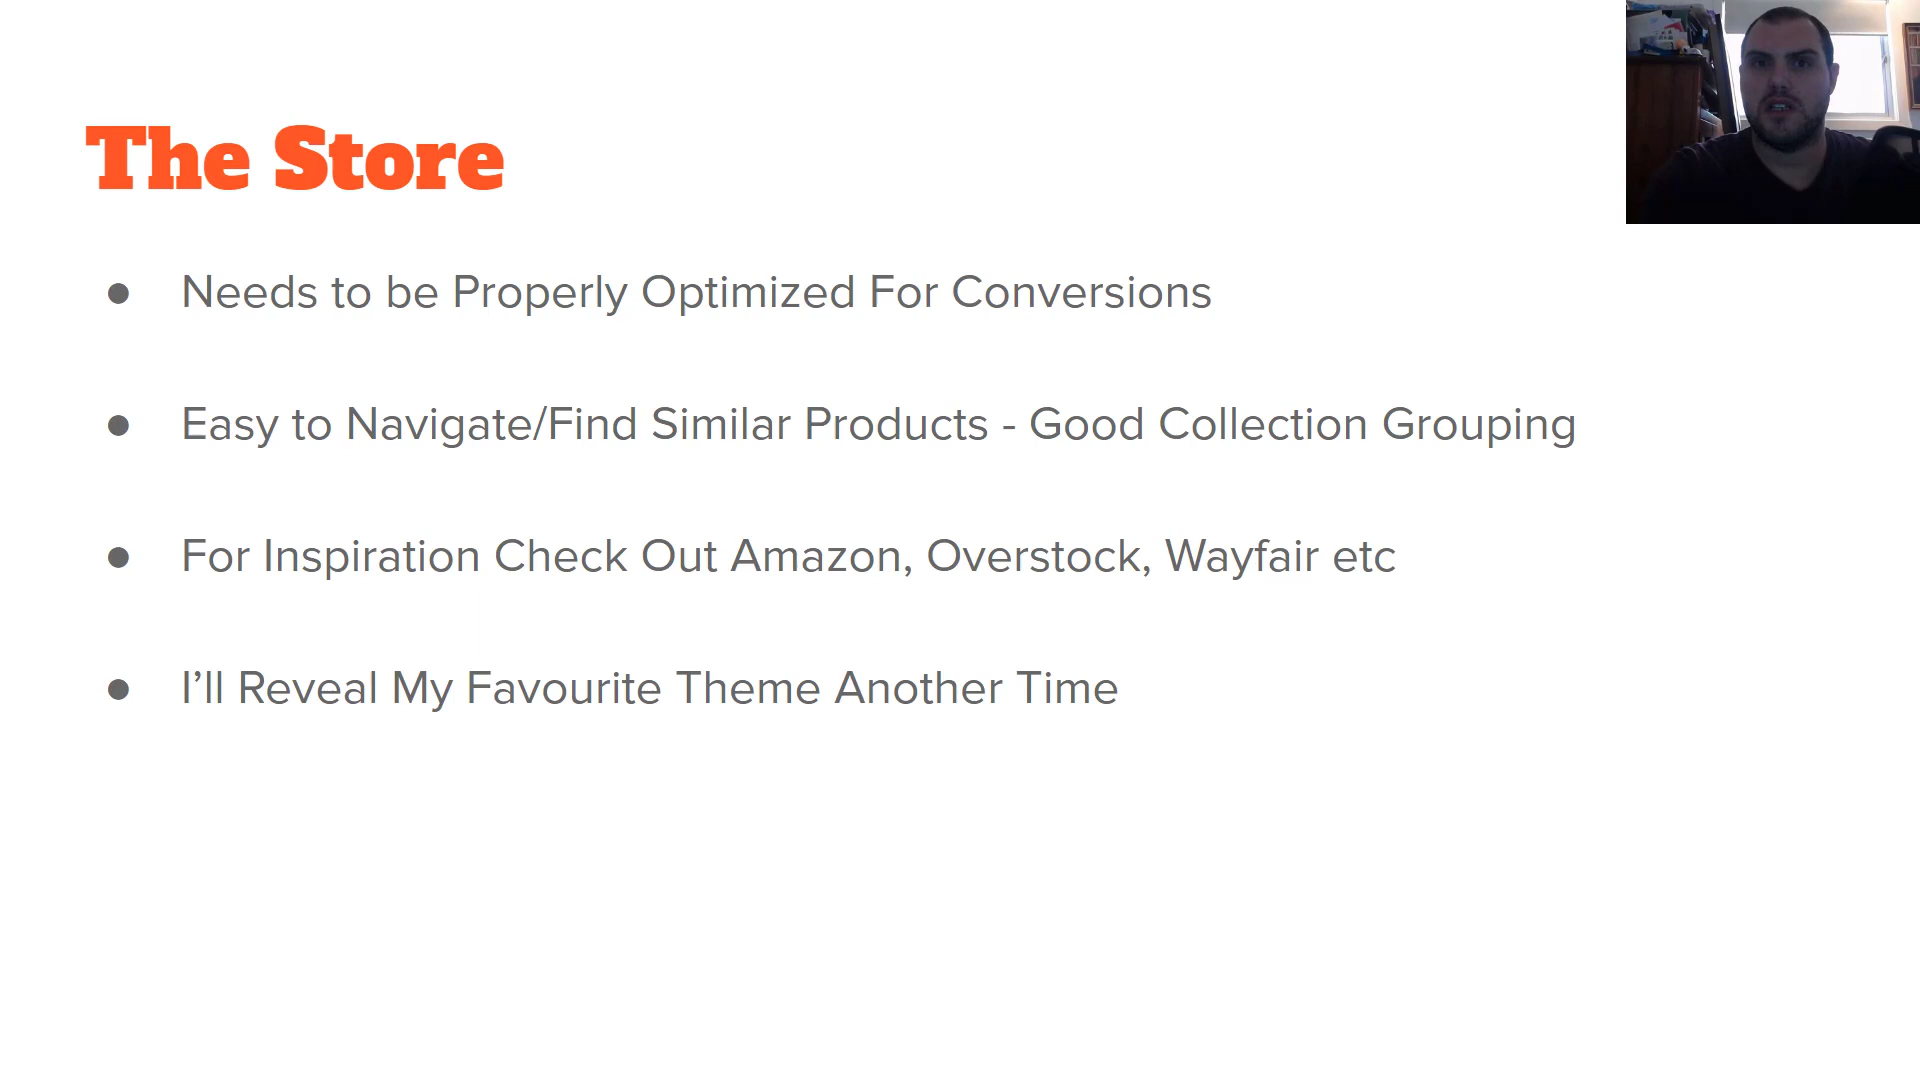 The Store
● Needs to be Properly Optimized For Conversions
● Easy to Navigate/Find Similar Products - Good Collection Grouping
● For Inspiration Check Out Amazon, Overstock, Wayfair etc
● I’ll Reveal My Favourite Theme Another Time